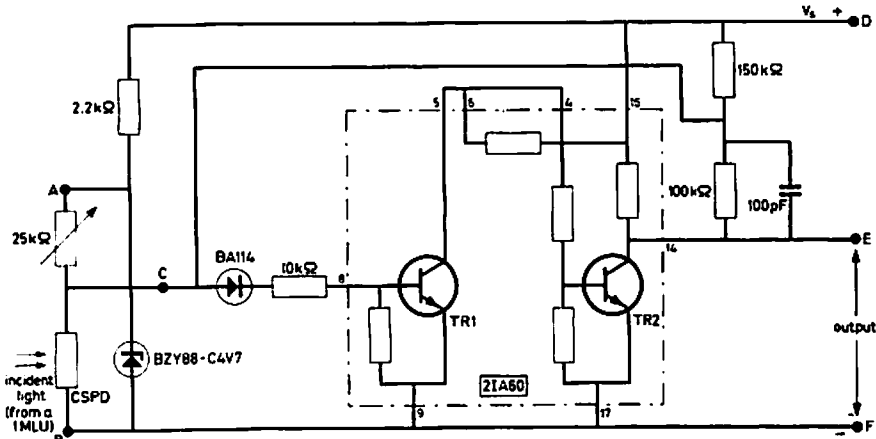 Vs + D
150kΩ
5 6 4 15
2.2kΩ
A
100kΩ
100pF
25kΩ
14 E
BA114
C
10kΩ
8
TR1
TR2
output
BZY88-C4V7
incident
light
(from a
1MLU)
CSPD
21A60
9 17
-
B - F